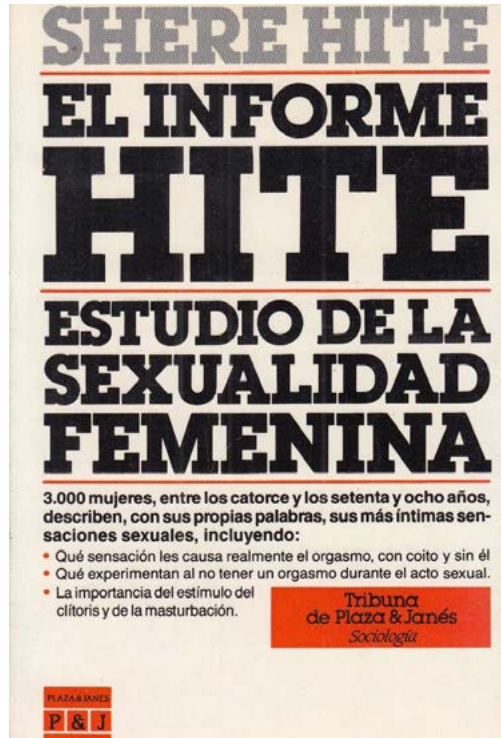 SHERE HITE
EL INFORME
HITE
ESTUDIO DE LA
SEXUALIDAD
FEMENINA
3.000 mujeres, entre los catorce y los setenta y ocho años,
describen, con sus propias palabras, sus más íntimas sen-
saciones sexuales, incluyendo:
• Qué sensación les causa realmente el orgasmo, con coito y sin él
• Qué experimentan al no tener un orgasmo durante el acto sexual.
• La importancia del estímulo del
clítoris y de la masturbación.
Tribuna
de Plaza & Janés
Sociología
PLAZA & JANES
P & J